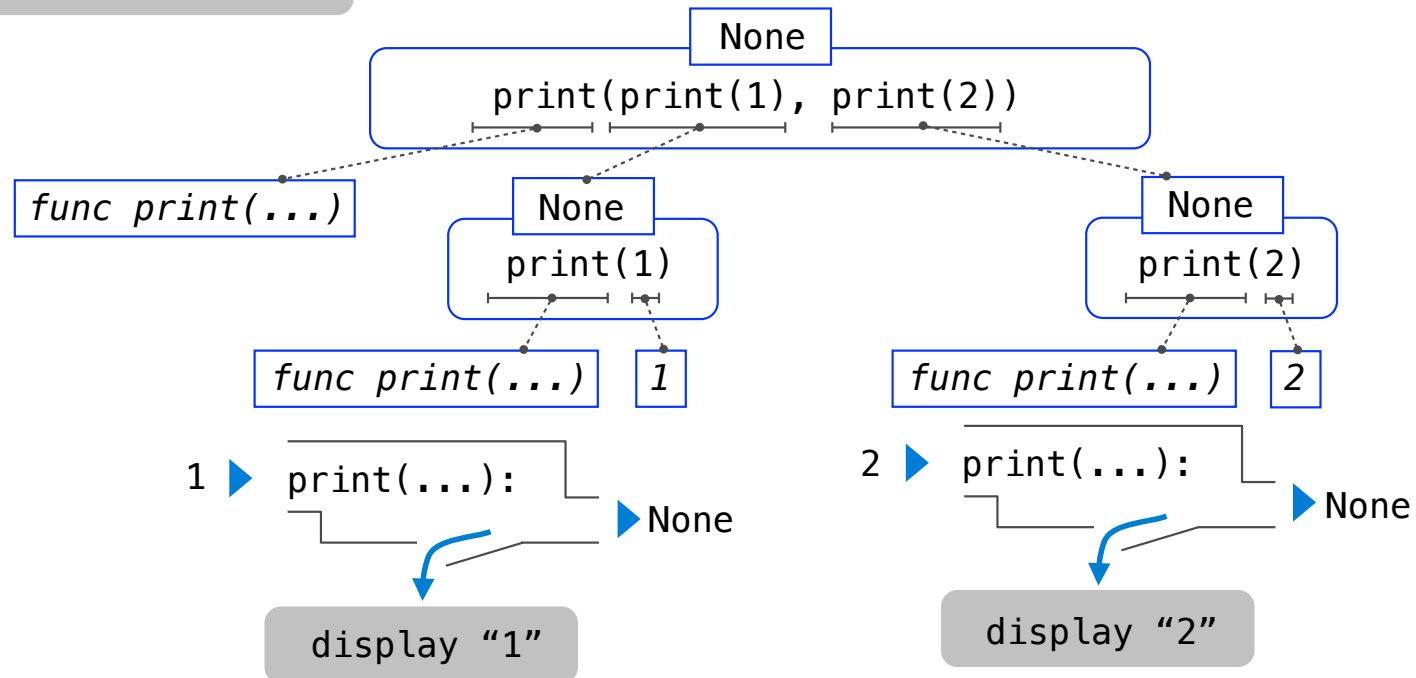 None
print(print(1), print(2))
func print(...)
None
None
print(1)
print(2)
func print(...)
1
func print(...)
2
1
print(...):
None
2
print(...):
None
display “1”
display “2”